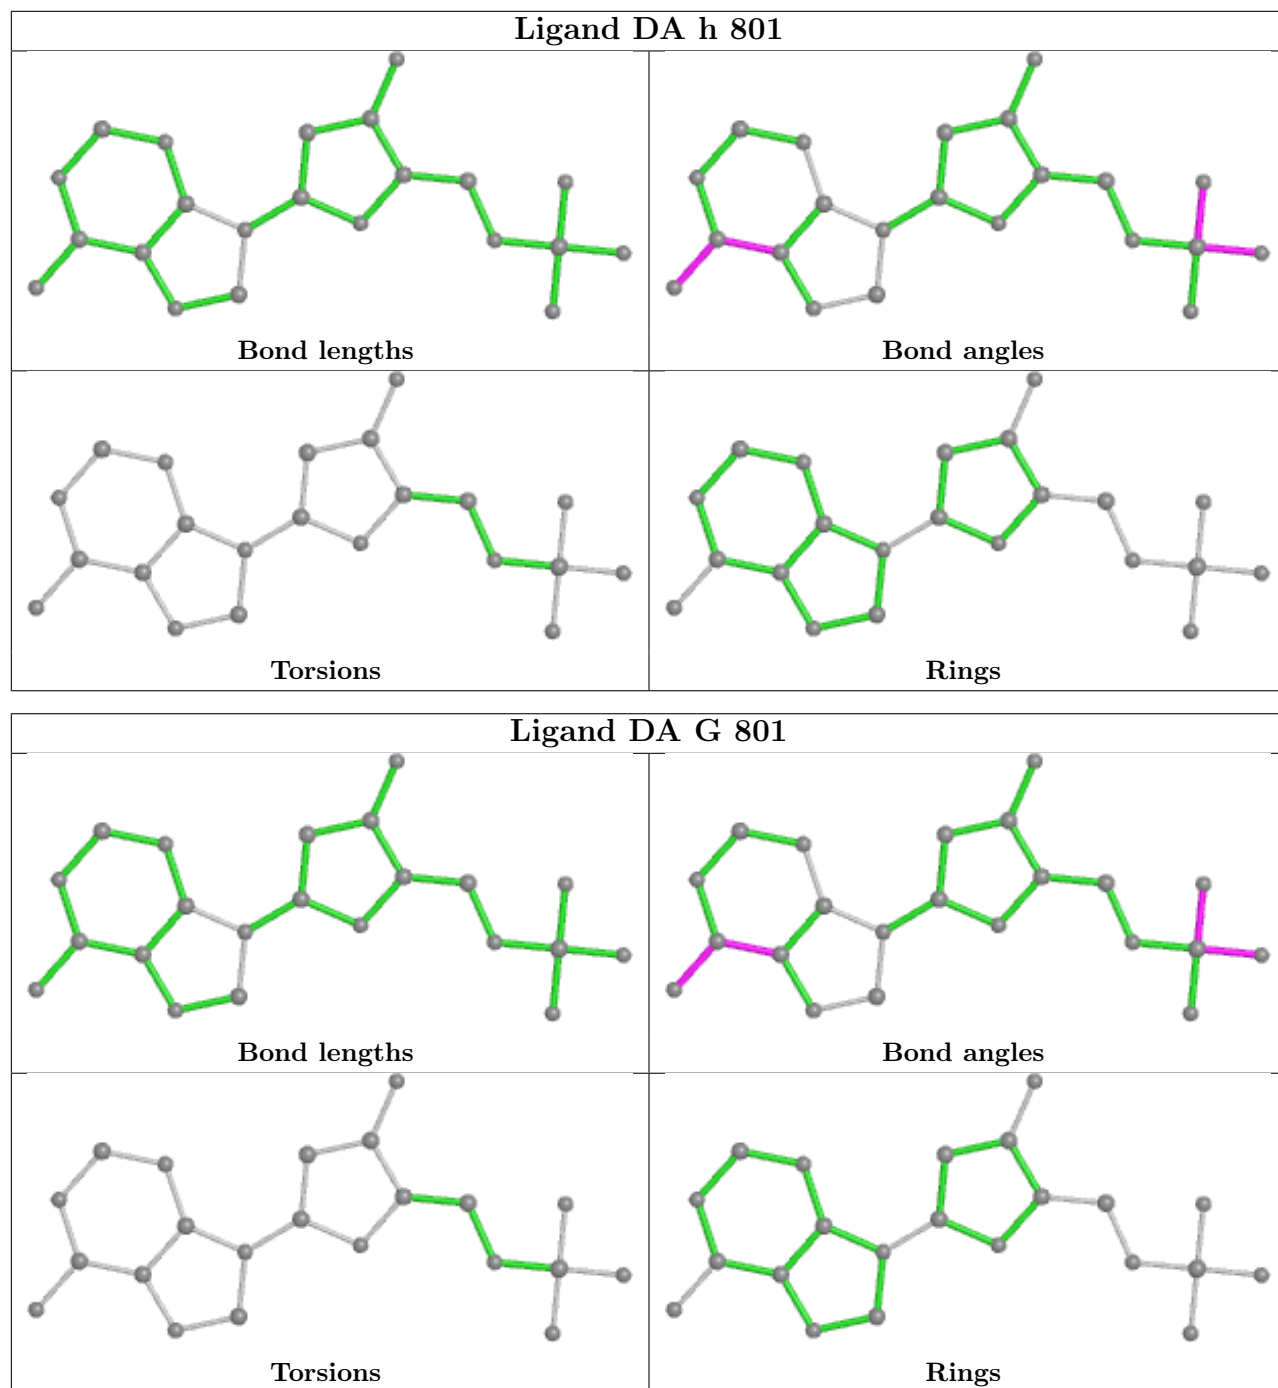 Ligand DA h 801
Bond lengths
Bond angles
Torsions
Rings
Ligand DA G 801
Bond lengths
Bond angles
Torsions
Rings